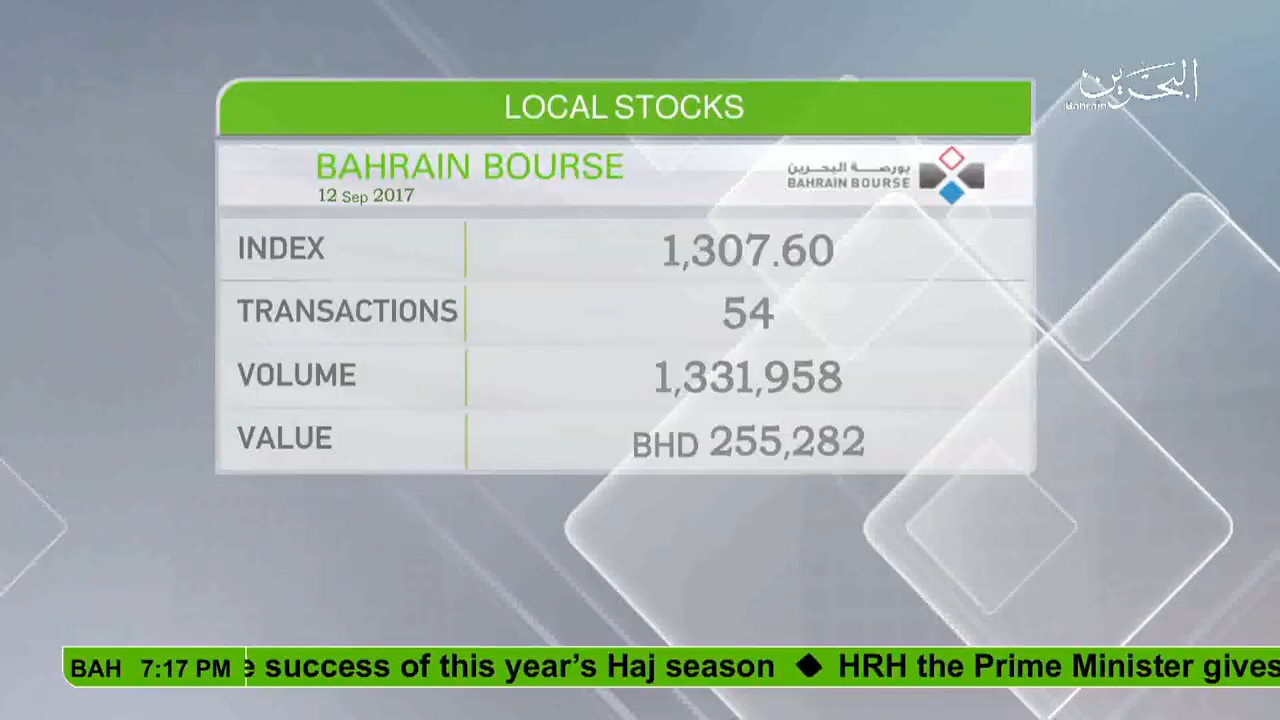 البحرين
Bahrain
LOCAL STOCKS
BAHRAIN BOURSE
12 Sep 2017
بورصة البحرين
BAHRAIN BOURSE
INDEX 1,307.60
TRANSACTIONS 54
VOLUME 1,331,958
VALUE BHD 255,282
BAH 7:17 PM success of this year’s Haj season ◆ HRH the Prime Minister gives